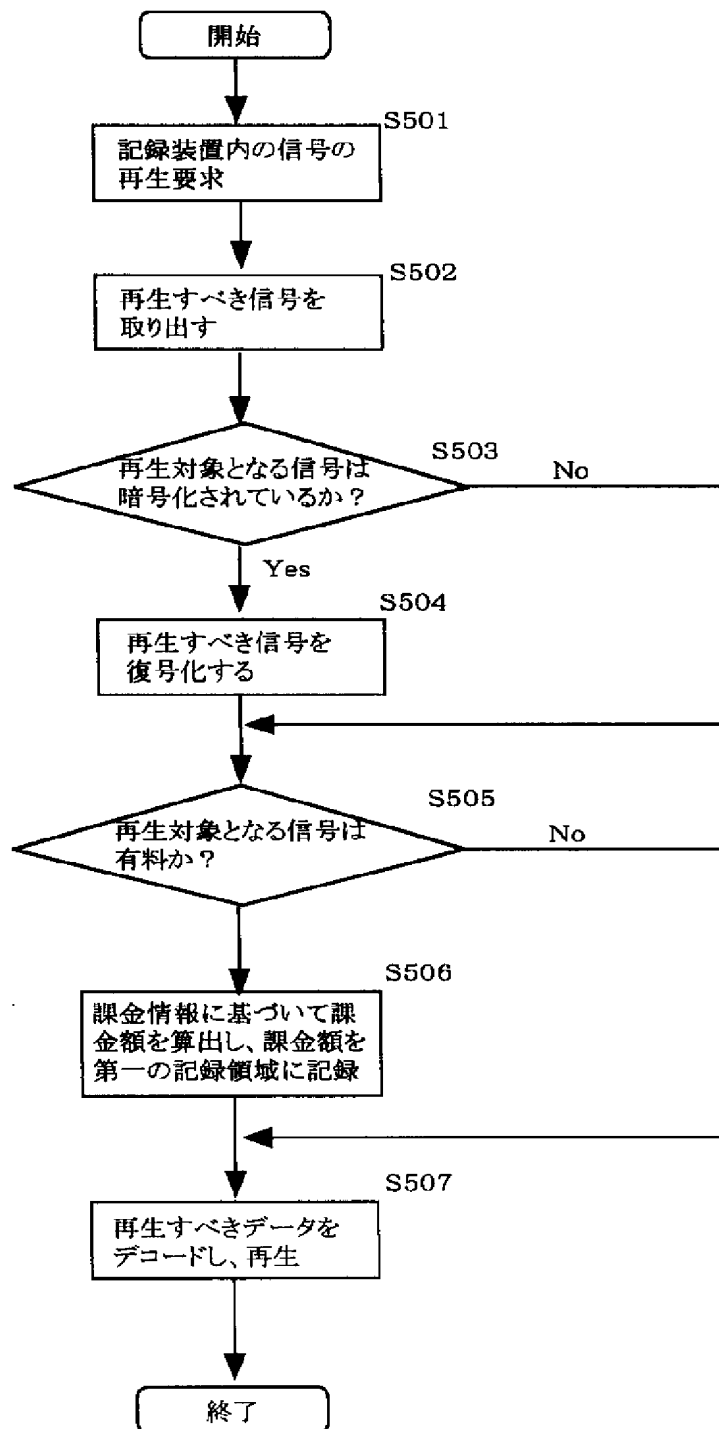 開始
S501
記録装置内の信号の
再生要求
S502
再生すべき信号を
取り出す
S503
再生対象となる信号は
暗号化されているか？
No
Yes
S504
再生すべき信号を
復号化する
S505
再生対象となる信号は
有料か？
No
S506
課金情報に基づいて課
金額を算出し、課金額を
第一の記録領域に記録
S507
再生すべきデータを
デコードし、再生
終了